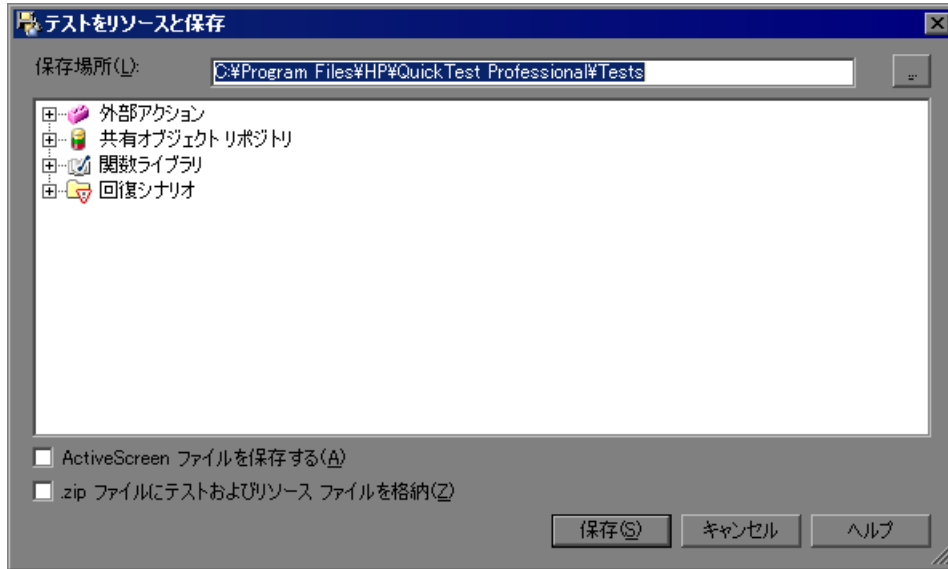 テストをリソースと保存
保存場所(L):
C:¥Program Files¥HP¥QuickTest Professional¥Tests
...
外部アクション
共有オブジェクト リポジトリ
関数ライブラリ
回復シナリオ
ActiveScreen ファイルを保存する(A)
.zip ファイルにテストおよびリソース ファイルを格納(Z)
保存(S) キャンセル ヘルプ